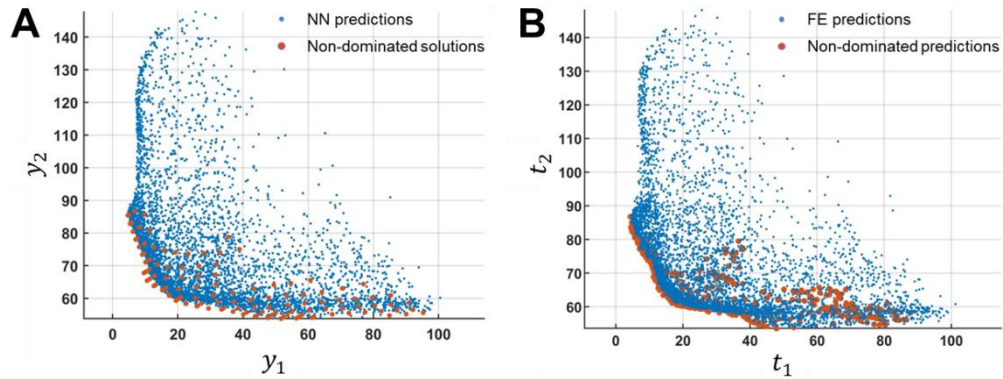 A
NN predictions
Non-dominated solutions
140
130
120
110
100
90
80
70
60
y2
0 20 40 60 80 100
y1
B
FE predictions
Non-dominated predictions
140
130
120
110
100
90
80
70
60
t2
0 20 40 60 80 100
t1